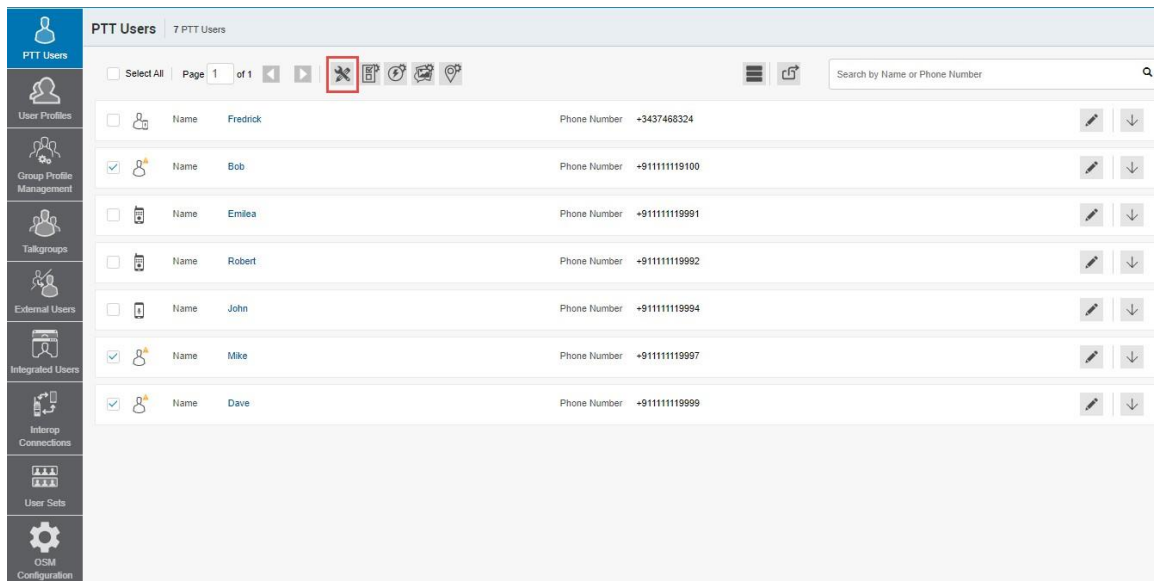 PTT Users 7 PTT Users
Select All Page 1 of 1 Search by Name or Phone Number
PTT Users
User Profiles
Group Profile
Management
Talkgroups
External Users
Integrated Users
Interop
Connections
User Sets
OSM
Configuration
Name Fredrick Phone Number +3437468324
Name Bob Phone Number +911111119100
Name Emilea Phone Number +911111119991
Name Robert Phone Number +911111119992
Name John Phone Number +911111119994
Name Mike Phone Number +911111119997
Name Dave Phone Number +911111119999